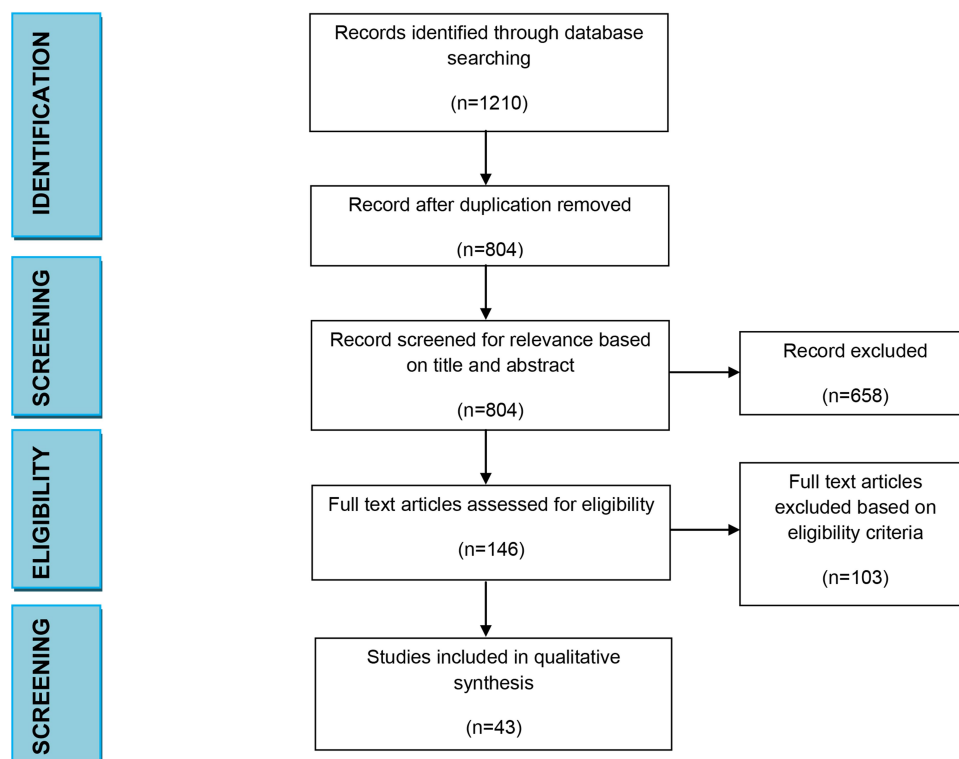 IDENTIFICATION
Records identified through database
searching
(n=1210)
Record after duplication removed
(n=804)
SCREENING
Record screened for relevance based
on title and abstract
(n=804)
Record excluded
(n=658)
ELIGIBILITY
Full text articles assessed for eligibility
(n=146)
Full text articles
excluded based on
eligibility criteria
(n=103)
SCREENING
Studies included in qualitative
synthesis
(n=43)